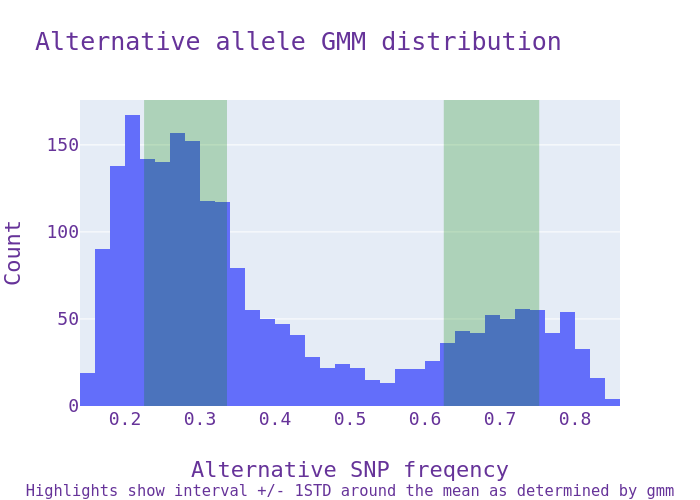 Alternative allele GMM distribution
Count
150
100
50
0
0.2 0.3 0.4 0.5 0.6 0.7 0.8
Alternative SNP freqency
Highlights show interval +/- 1STD around the mean as determined by gmm